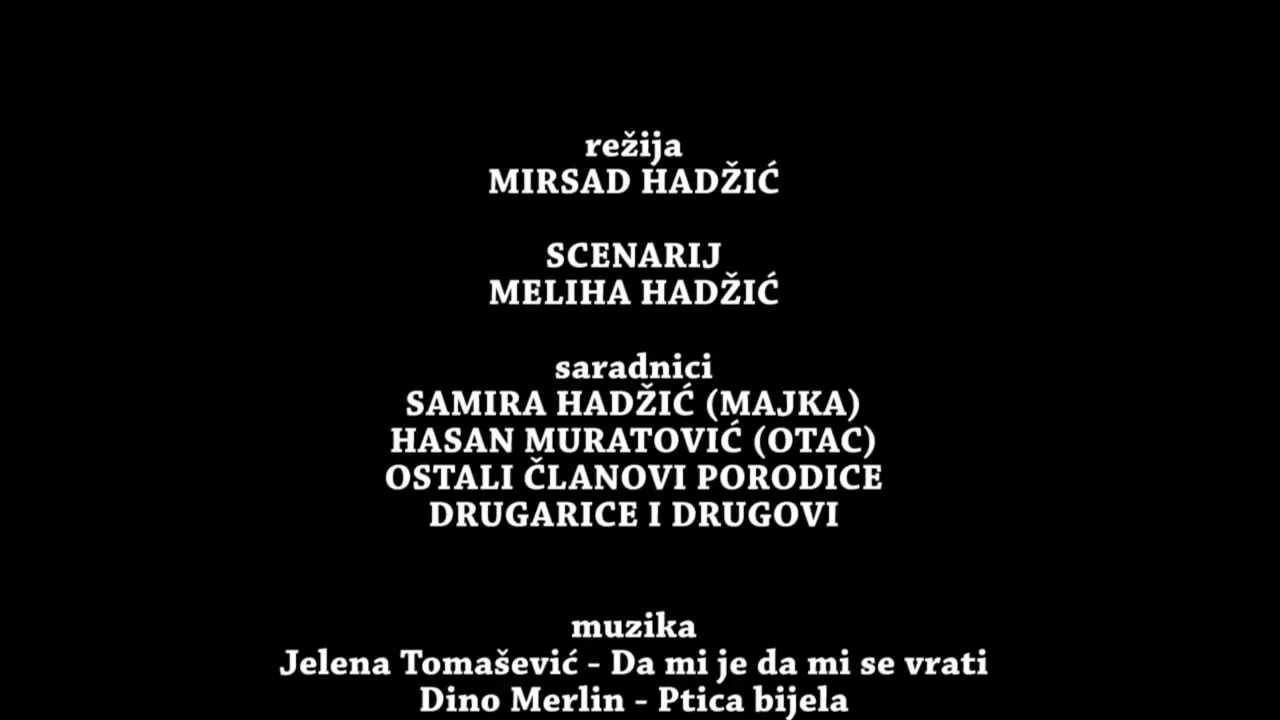 režija
MIRSAD HADŽIĆ
SCENARIJ
MELIHA HADŽIĆ
saradnici
SAMIRA HADŽIĆ (MAJKA)
HASAN MURATOVIĆ (OTAC)
OSTALI ČLANOVI PORODICE
DRUGARICE I DRUGOVI
muzika
Jelena Tomašević - Da mi je da mi se vrati
Dino Merlin - Ptica bijela